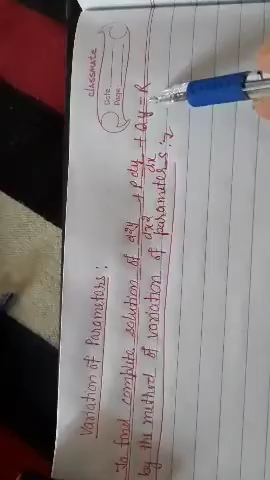 classmate
Date
Page
Variation of Parameters:
To find complete solution of d²y/dx² + P dy/dx + Qy = R
by the method of variation of parameters:-